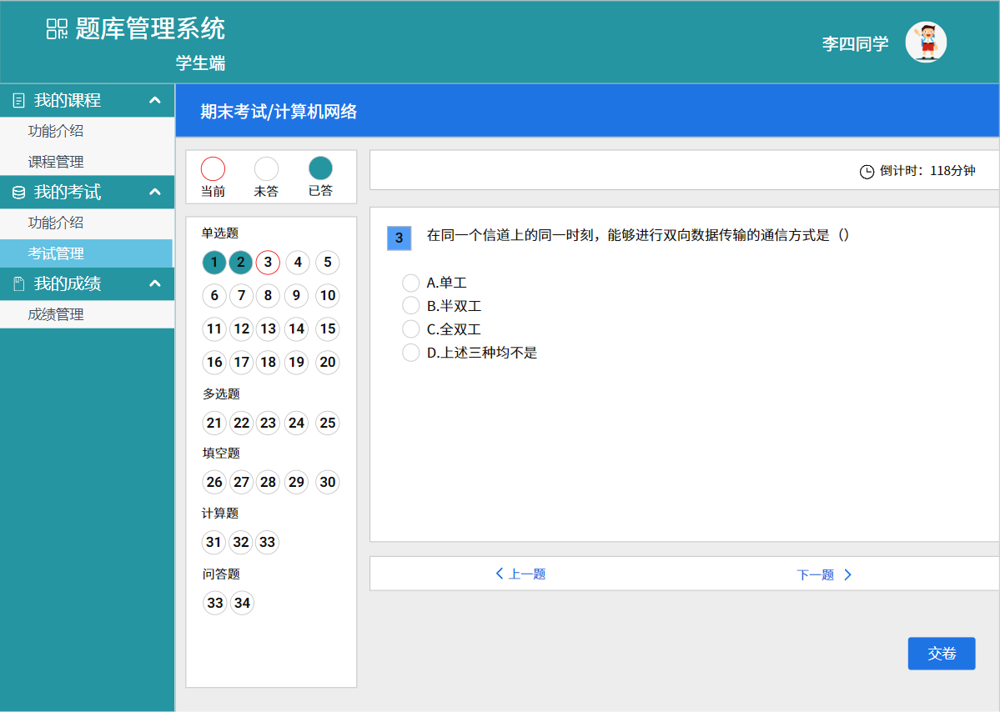 题库管理系统
学生端
李四同学
我的课程
功能介绍
课程管理
我的考试
功能介绍
考试管理
我的成绩
成绩管理
期末考试/计算机网络
当前 未答 已答
倒计时：118分钟
单选题
1 2 3 4 5
6 7 8 9 10
11 12 13 14 15
16 17 18 19 20
多选题
21 22 23 24 25
填空题
26 27 28 29 30
计算题
31 32 33
问答题
33 34
3 在同一个信道上的同一时刻，能够进行双向数据传输的通信方式是（）
A.单工
B.半双工
C.全双工
D.上述三种均不是
上一题 下一题
交卷